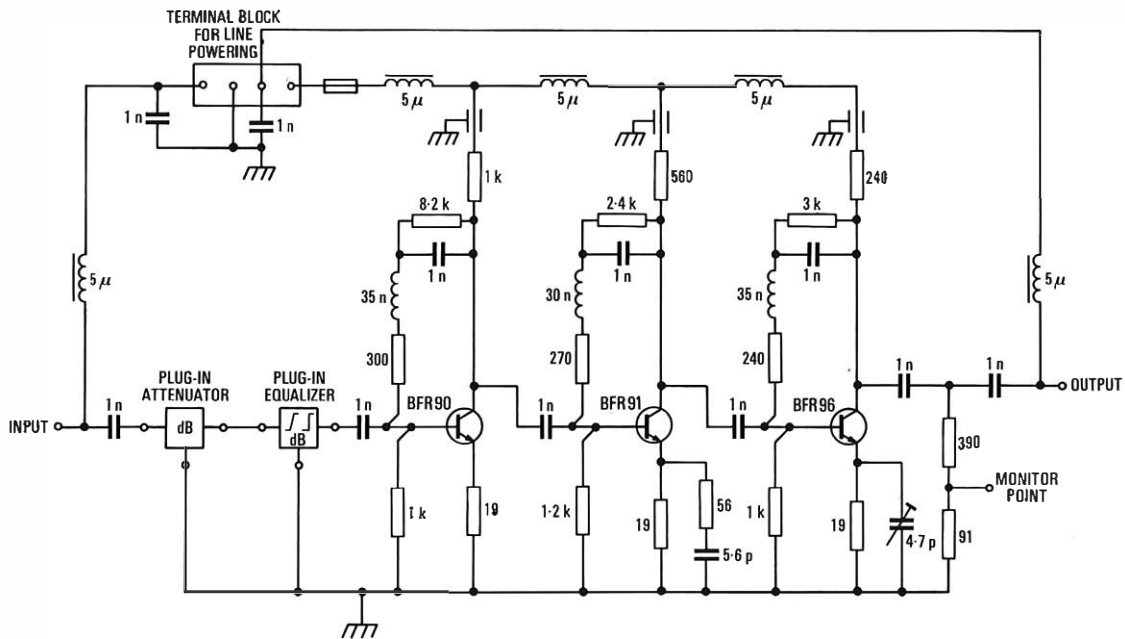 TERMINAL BLOCK
FOR LINE
POWERING
1 n
1 n
5 μ
5 μ
5 μ
1 k
560
240
8·2 k
2·4 k
3 k
1 n
1 n
1 n
5 μ
5 μ
35 n
30 n
35 n
300
270
240
PLUG-IN
ATTENUATOR
PLUG-IN
EQUALIZER
1 n
1 n
1 n
1 n
1 n
1 n
BFR90
BFR91
BFR96
INPUT
dB
dB
OUTPUT
390
MONITOR
POINT
1 k
19
1·2 k
19
56
5·6 p
1 k
19
4·7 p
91